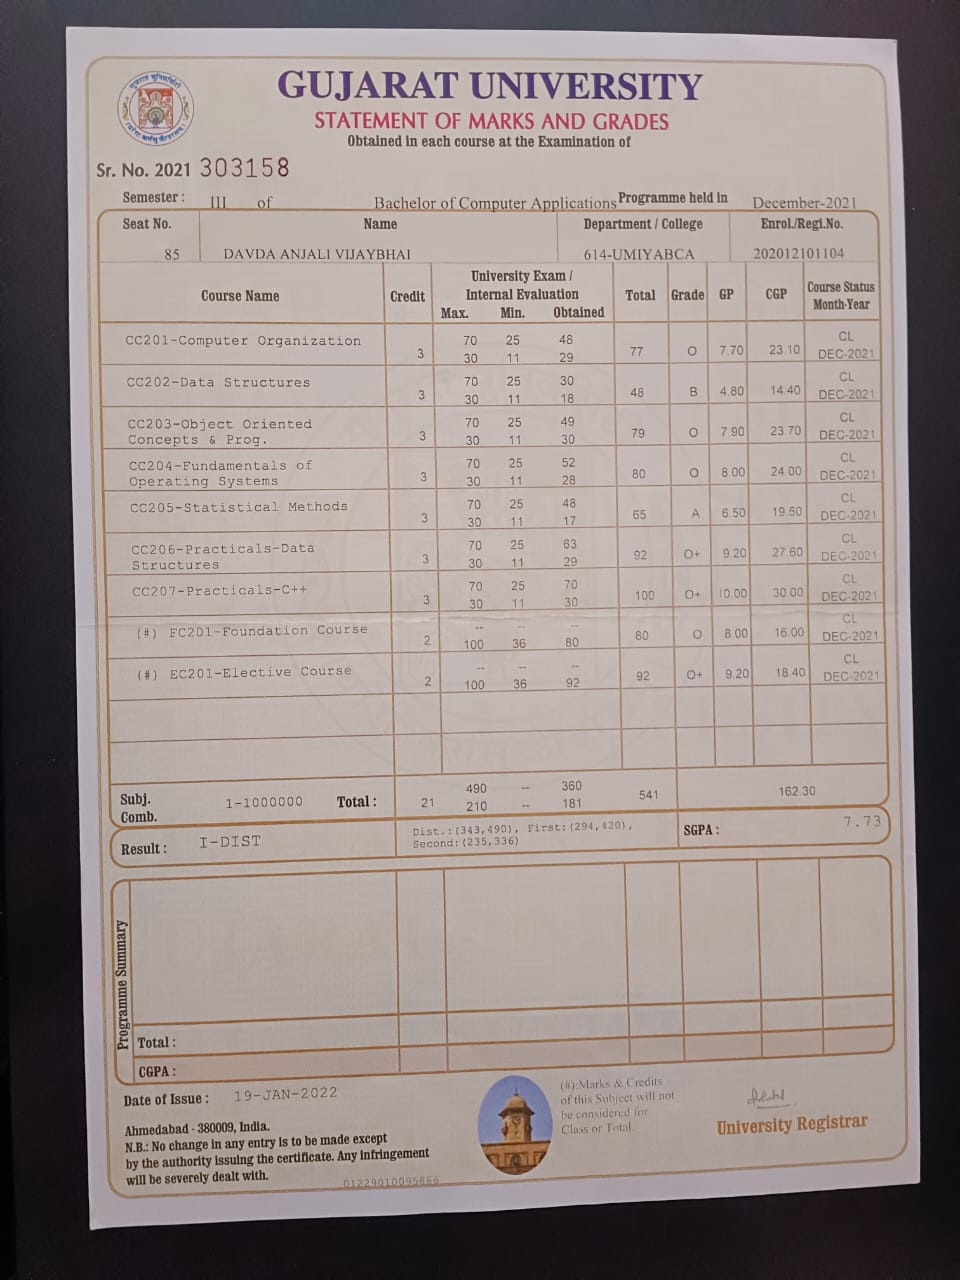 GUJARAT UNIVERSITY
STATEMENT OF MARKS AND GRADES
Obtained in each course at the Examination of
Sr. No. 2021 303158
Semester : III of Bachelor of Computer Applications Programme held in December-2021
Seat No. Name Department / College Enrol./Regi.No.
85 DAVDA ANJALI VIJAYBHAI 614-UMIYABCA 202012101104
Course Name Credit University Exam / Internal Evaluation Total Grade GP CGP Course Status Month-Year
Max. Min. Obtained
CC201-Computer Organization 70 25 48 CL
3 30 11 29 77 O 7.70 23.10 DEC-2021
CC202-Data Structures 70 25 30 CL
3 30 11 18 48 B 4.80 14.40 DEC-2021
CC203-Object Oriented 70 25 49 CL
Concepts & Prog. 3 30 11 30 79 O 7.90 23.70 DEC-2021
CC204-Fundamentals of 70 25 52 CL
Operating Systems 3 30 11 28 80 O 8.00 24.00 DEC-2021
CC205-Statistical Methods 70 25 48 CL
3 30 11 17 65 A 6.50 19.50 DEC-2021
CC206-Practicals-Data 70 25 63 CL
Structures 3 30 11 29 92 O+ 9.20 27.60 DEC-2021
CC207-Practicals-C++ 70 25 70 CL
3 30 11 30 100 O+ 10.00 30.00 DEC-2021
(#) FC201-Foundation Course -- -- -- CL
2 100 36 80 80 O 8.00 16.00 DEC-2021
(#) EC201-Elective Course -- -- -- CL
2 100 36 92 92 O+ 9.20 18.40 DEC-2021
Subj. Comb. 1-1000000 Total : 21 490 -- 360 541 162.30
210 -- 181
Result : I-DIST Dist.:(343,490), First:(294,420), SGPA : 7.73
Second:(235,336)
Programme Summary
Total :
CGPA :
Date of Issue : 19-JAN-2022
(#):Marks & Credits
of this Subject will not
be considered for
Class or Total.
University Registrar
Ahmedabad - 380009, India.
N.B.: No change in any entry is to be made except
by the authority issuing the certificate. Any infringement
will be severely dealt with.
01229010095866